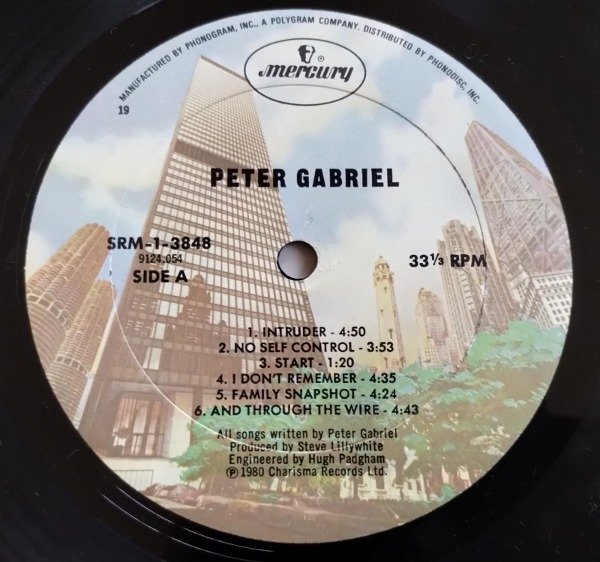 MANUFACTURED BY PHONOGRAM, INC., A POLYGRAM COMPANY. DISTRIBUTED BY PHONODISC, INC.
19
mercury ®
PETER GABRIEL
SRM-1-3848
9124.054
SIDE A
33⅓ RPM
1. INTRUDER - 4:50
2. NO SELF CONTROL - 3:53
3. START - 1:20
4. I DON'T REMEMBER - 4:35
5. FAMILY SNAPSHOT - 4:24
6. AND THROUGH THE WIRE - 4:43
All songs written by Peter Gabriel
Produced by Steve Lillywhite
Engineered by Hugh Padgham
℗ 1980 Charisma Records Ltd.